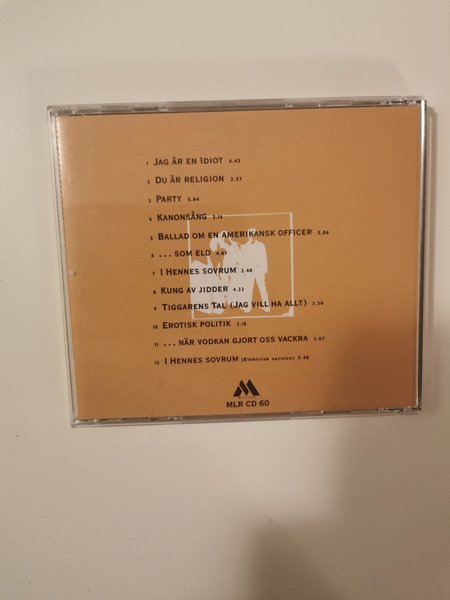 1 JAG ÄR EN IDIOT 4.43
2 DU ÄR RELIGION 3.57
3 PARTY 5.04
4 KANONSÅNG 2.16
5 BALLAD OM EN AMERIKANSK OFFICER 5.06
6 ... SOM ELD 4.07
7 I HENNES SOVRUM 2.40
8 KUNG AV JIDDER 4.22
9 TIGGARENS TAL (JAG VILL HA ALLT) 3.20
10 EROTISK POLITIK 3.18
11 ... NÄR VODKAN GJORT OSS VACKRA 3.07
12 I HENNES SOVRUM (Elektrisk version) 2.48
MISTLUR
MLR CD 60